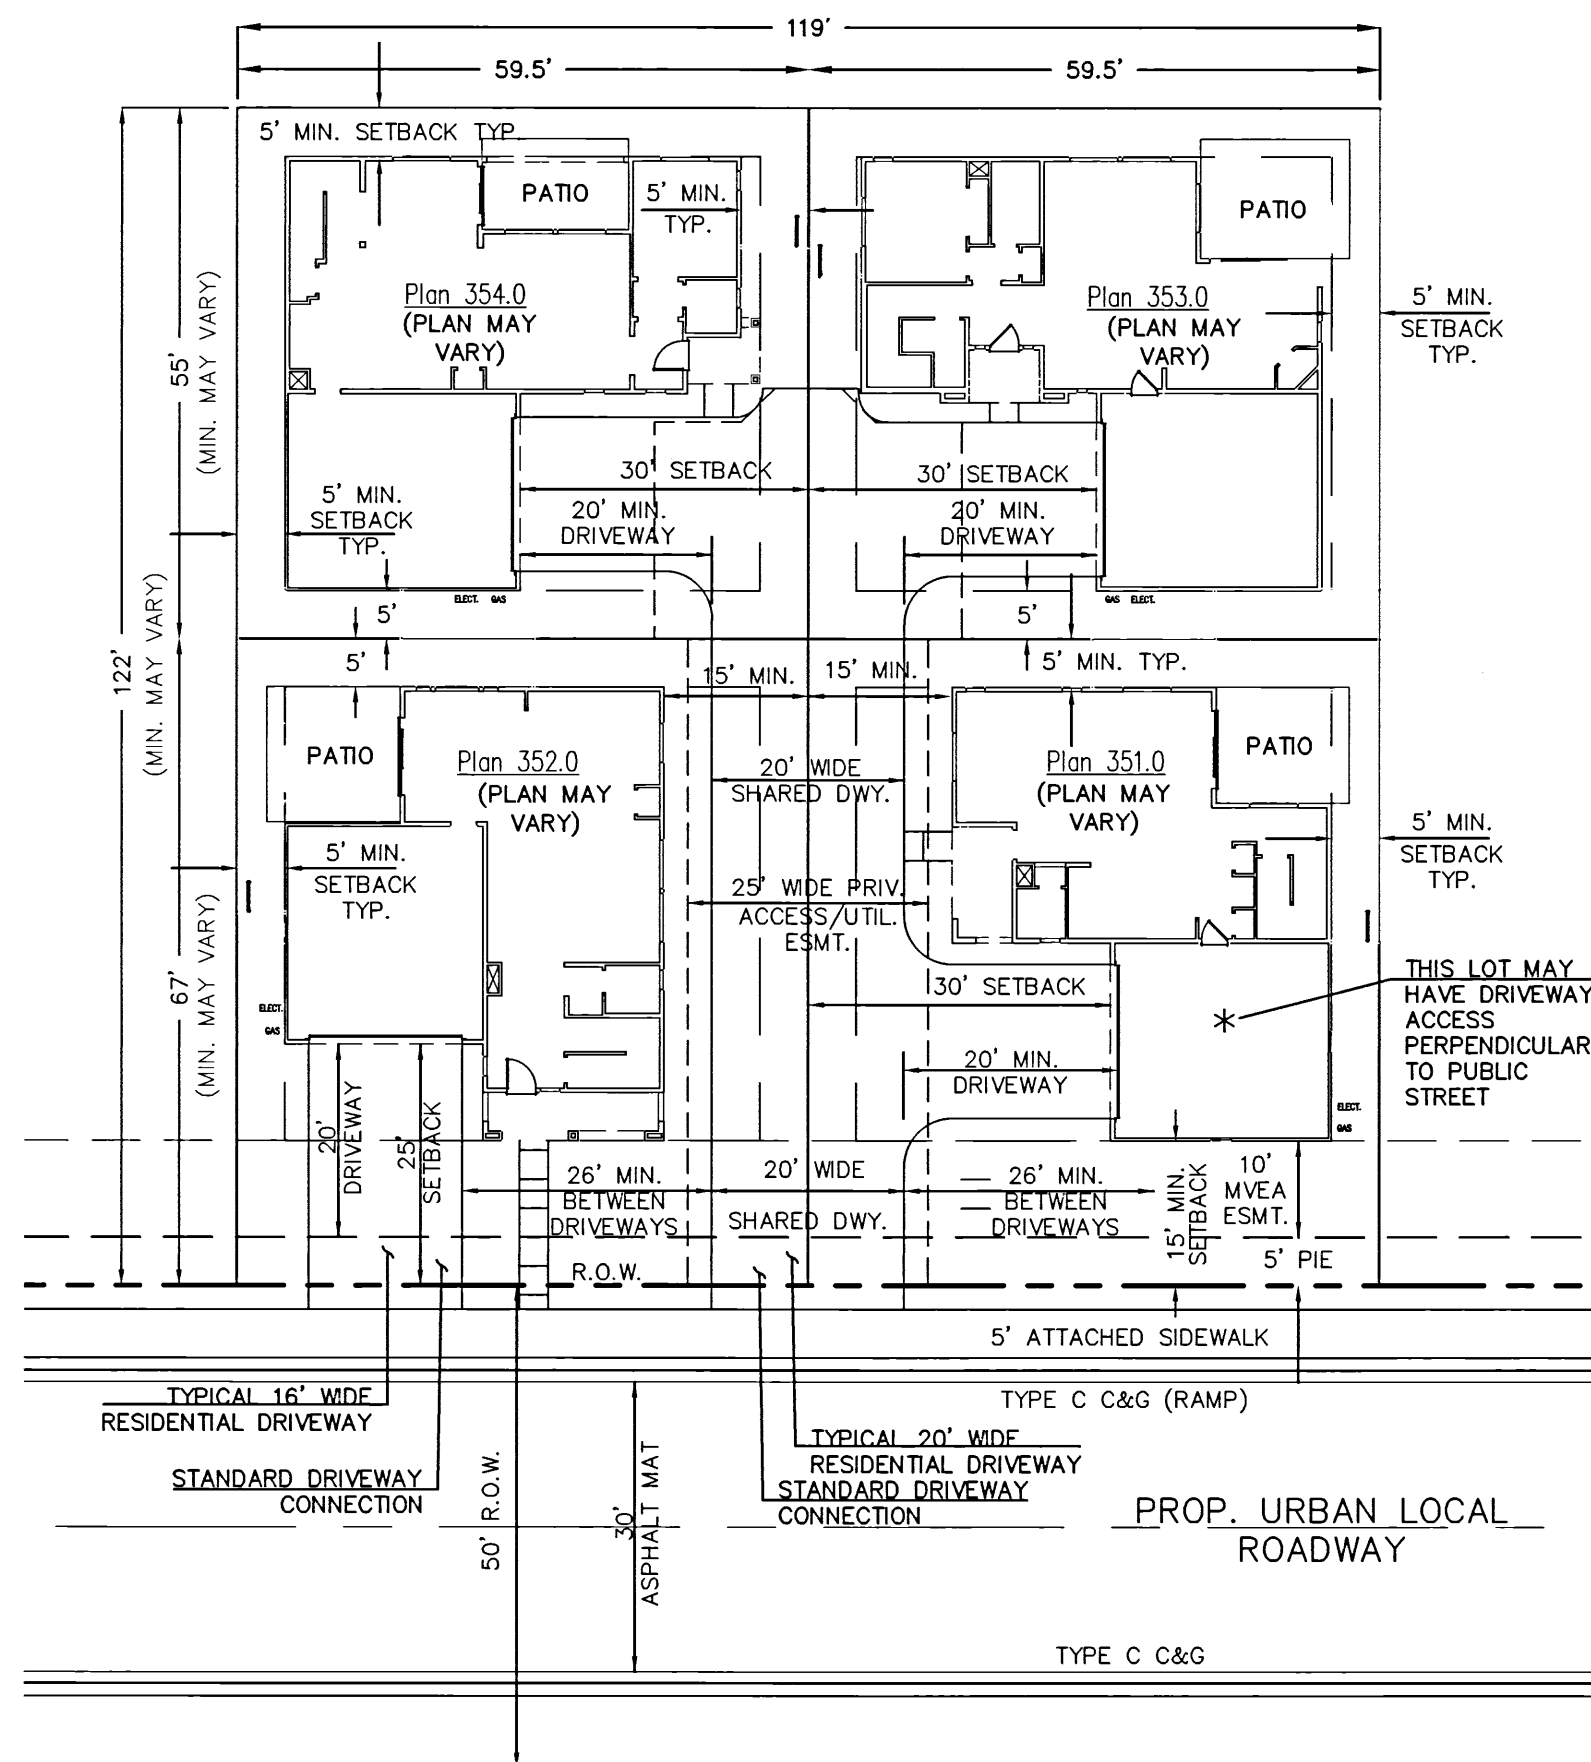 119'
59.5'
59.5'
5' MIN. SETBACK TYP.
PATIO
5' MIN.
TYP.
PATIO
Plan 354.0
(PLAN MAY
VARY)
Plan 353.0
(PLAN MAY
VARY)
5' MIN.
SETBACK
TYP.
55'
(MIN. MAY VARY)
30' SETBACK
30' SETBACK
5' MIN.
SETBACK
TYP.
20' MIN.
DRIVEWAY
20' MIN.
DRIVEWAY
ELECT. GAS
GAS ELECT.
5'
5'
122'
(MIN. MAY VARY)
5'
15' MIN.
15' MIN.
5' MIN. TYP.
PATIO
Plan 352.0
(PLAN MAY
VARY)
20' WIDE
SHARED DWY.
Plan 351.0
(PLAN MAY
VARY)
PATIO
5' MIN.
SETBACK
TYP.
5' MIN.
SETBACK
TYP.
25' WIDE PRIV.
ACCESS/UTIL.
ESMT.
67'
(MIN. MAY VARY)
ELECT.
GAS
30' SETBACK
THIS LOT MAY
HAVE DRIVEWAY
ACCESS
PERPENDICULAR
TO PUBLIC
STREET
20' MIN.
DRIVEWAY
ELECT.
GAS
20'
DRIVEWAY
25'
SETBACK
26' MIN.
BETWEEN
DRIVEWAYS
20' WIDE
SHARED DWY.
26' MIN.
BETWEEN
DRIVEWAYS
15' MIN.
SETBACK
10'
MVEA
ESMT.
R.O.W.
5' PIE
5' ATTACHED SIDEWALK
TYPICAL 16' WIDE
RESIDENTIAL DRIVEWAY
TYPE C C&G (RAMP)
STANDARD DRIVEWAY
CONNECTION
TYPICAL 20' WIDE
RESIDENTIAL DRIVEWAY
STANDARD DRIVEWAY
CONNECTION
50' R.O.W.
30'
ASPHALT MAT
PROP. URBAN LOCAL
ROADWAY
TYPE C C&G